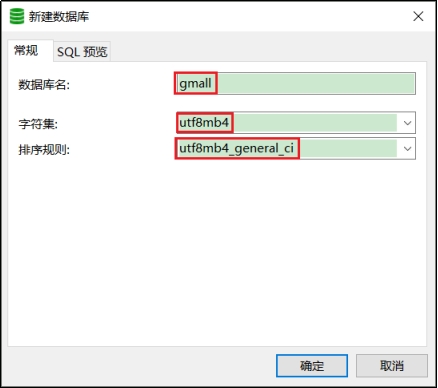 新建数据库
常规 SQL 预览
数据库名: gmall
字符集: utf8mb4
排序规则: utf8mb4_general_ci
确定 取消